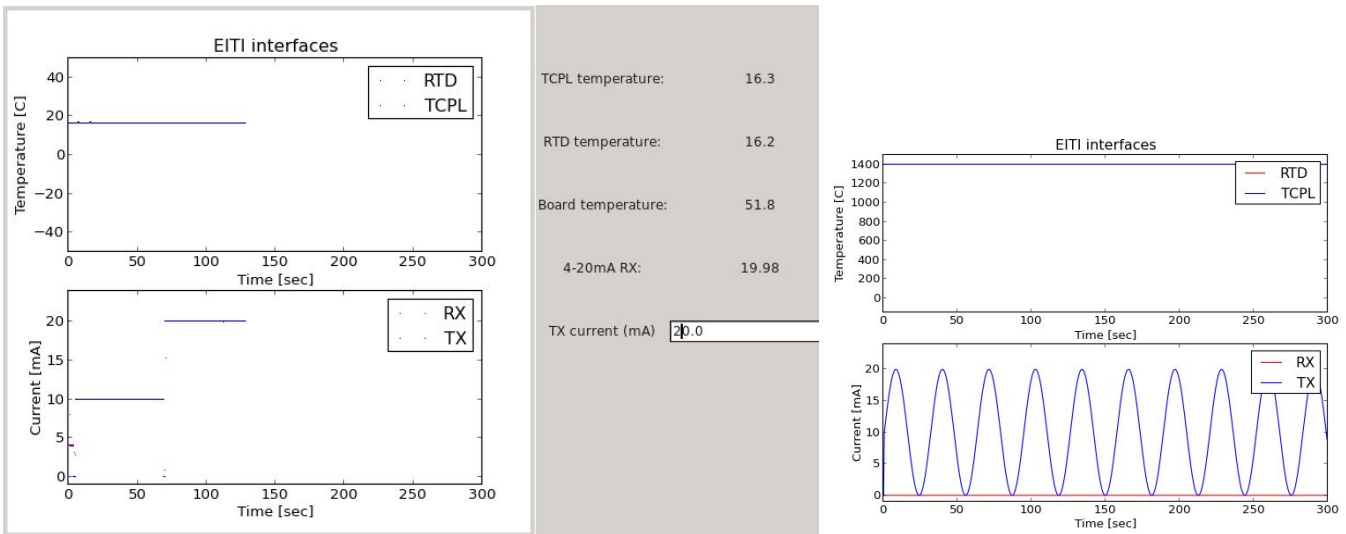 EITI interfaces
RTD
TCPL
Temperature [C]
40
20
0
−20
−40
0 50 100 150 200 250 300
Time [sec]
RX
TX
Current [mA]
20
15
10
5
0
0 50 100 150 200 250 300
Time [sec]
TCPL temperature: 16.3
RTD temperature: 16.2
Board temperature: 51.8
4-20mA RX: 19.98
TX current (mA) 20.0
EITI interfaces
RTD
TCPL
Temperature [C]
1400
1200
1000
800
600
400
200
0
0 50 100 150 200 250 300
Time [sec]
RX
TX
Current [mA]
20
15
10
5
0
0 50 100 150 200 250 300
Time [sec]